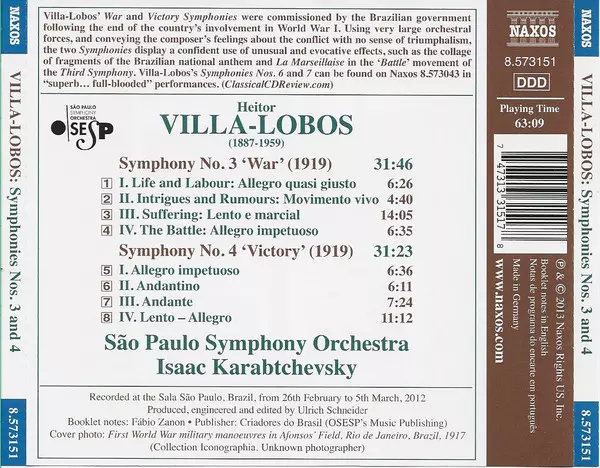 NAXOS
VILLA-LOBOS: Symphonies Nos. 3 and 4
8.573151
Villa-Lobos' War and Victory Symphonies were commissioned by the Brazilian government
following the end of the country's involvement in World War I. Using very large orchestral
forces, and conveying the composer's feelings about the conflict with no sense of triumphalism,
the two Symphonies display a confident use of unusual and evocative effects, such as the collage
of fragments of the Brazilian national anthem and La Marseillaise in the 'Battle' movement of
the Third Symphony. Villa-Lobos's Symphonies Nos. 6 and 7 can be found on Naxos 8.573043 in
"superb... full-blooded" performances. (ClassicalCDReview.com)
SÃO PAULO
SYMPHONY
ORCHESTRA
OSESP
Heitor
VILLA-LOBOS
(1887-1959)
Symphony No. 3 'War' (1919) 31:46
1 I. Life and Labour: Allegro quasi giusto 6:26
2 II. Intrigues and Rumours: Movimento vivo 4:40
3 III. Suffering: Lento e marcial 14:05
4 IV. The Battle: Allegro impetuoso 6:35
Symphony No. 4 'Victory' (1919) 31:23
5 I. Allegro impetuoso 6:36
6 II. Andantino 6:11
7 III. Andante 7:24
8 IV. Lento – Allegro 11:12
São Paulo Symphony Orchestra
Isaac Karabtchevsky
Recorded at the Sala São Paulo, Brazil, from 26th February to 5th March, 2012
Produced, engineered and edited by Ulrich Schneider
Booklet notes: Fábio Zanon • Publisher: Criadores do Brasil (OSESP's Music Publishing)
Cover photo: First World War military manoeuvres in Afonsos' Field, Rio de Janeiro, Brazil, 1917
(Collection Iconographia. Unknown photographer)
NAXOS
8.573151
DDD
Playing Time
63:09
7 47313 31517 8
℗ & © 2013 Naxos Rights US, Inc.
Booklet notes in English
Notas de programa do encarte em português
Made in Germany
www.naxos.com
NAXOS
VILLA-LOBOS: Symphonies Nos. 3 and 4
8.573151